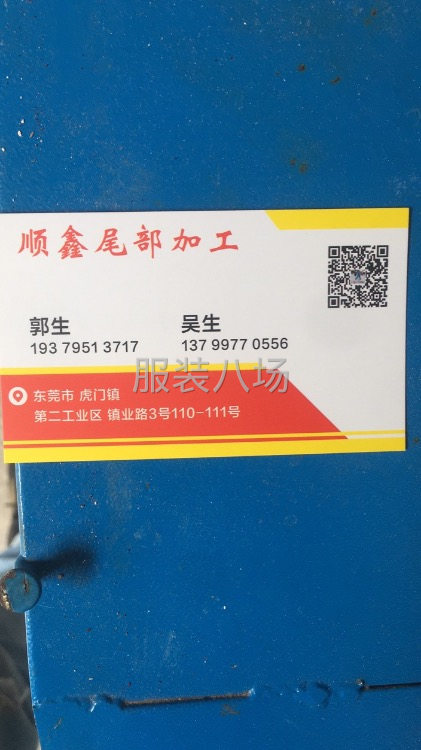 顺鑫尾部加工
郭生
193 7951 3717
吴生
137 9977 0556
服装八场
东莞市 虎门镇
第二工业区 镇业路3号110-111号